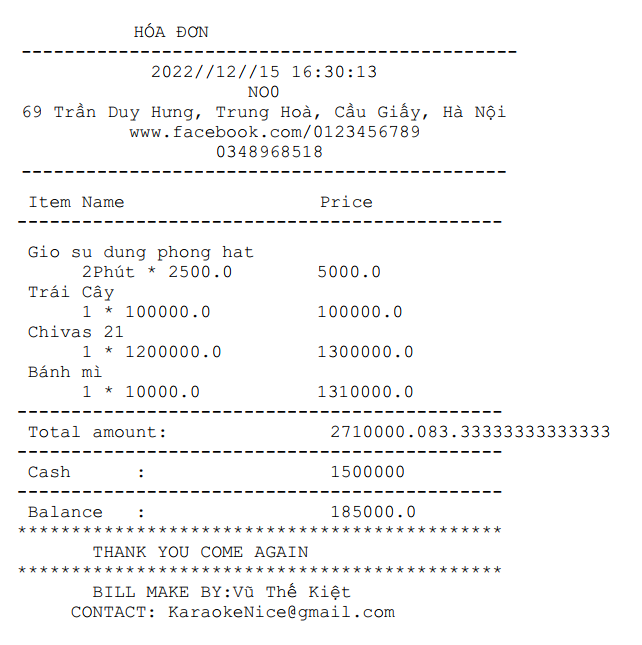 HÓA ĐƠN
-----------------------------------------------
2022//12//15 16:30:13
NO0
69 Trần Duy Hưng, Trung Hoà, Cầu Giấy, Hà Nội
www.facebook.com/0123456789
0348968518
----------------------------------------------
Item Name Price
----------------------------------------------
Gio su dung phong hat
2Phút * 2500.0 5000.0
Trái Cây
1 * 100000.0 100000.0
Chivas 21
1 * 1200000.0 1300000.0
Bánh mì
1 * 10000.0 1310000.0
----------------------------------------------
Total amount: 2710000.083.33333333333333
----------------------------------------------
Cash : 1500000
----------------------------------------------
Balance : 185000.0
*********************************************
THANK YOU COME AGAIN
*********************************************
BILL MAKE BY:Vũ Thế Kiệt
CONTACT: KaraokeNice@gmail.com